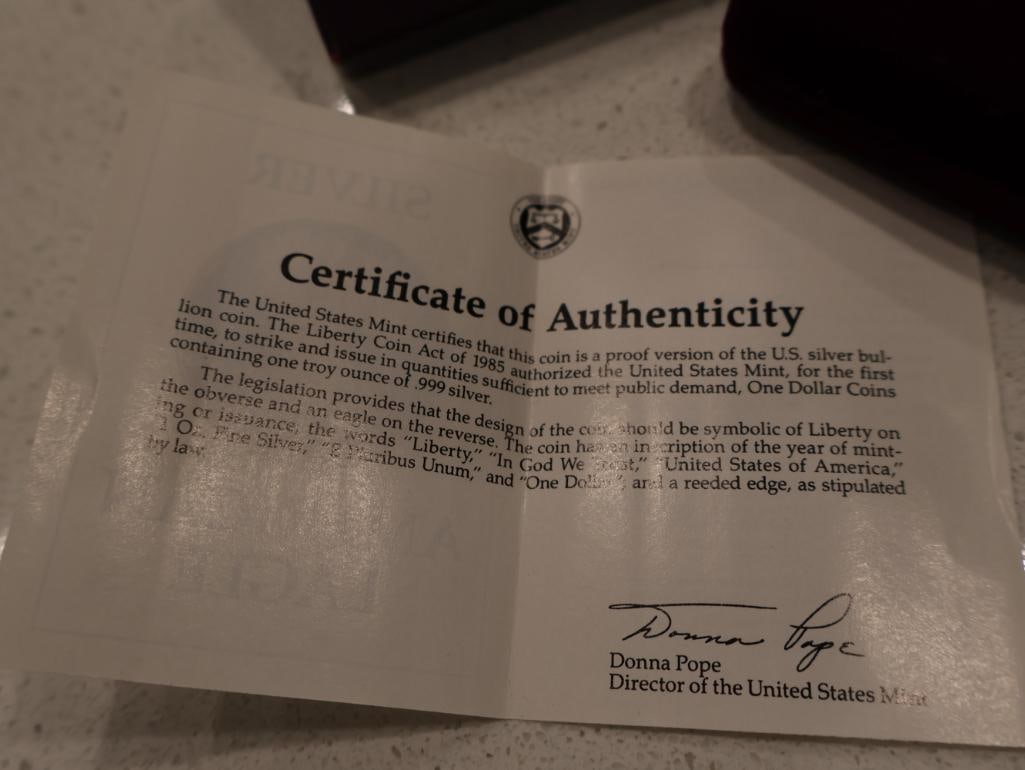 SILVER
Certificate of Authenticity
The United States Mint certifies that this coin is a proof version of the U.S. silver bul-
lion coin. The Liberty Coin Act of 1985 authorized the United States Mint, for the first
time, to strike and issue in quantities sufficient to meet public demand, One Dollar Coins
containing one troy ounce of .999 silver.
The legislation provides that the design of the coin should be symbolic of Liberty on
the obverse and an eagle on the reverse. The coin has an inscription of the year of mint-
ing or issuance, the words “Liberty,” “In God We Trust,” “United States of America,”
“1 Oz. Fine Silver,” “E Pluribus Unum,” and “One Dollar”; and a reeded edge, as stipulated
by law.
Donna Pope
Donna Pope
Director of the United States Mint